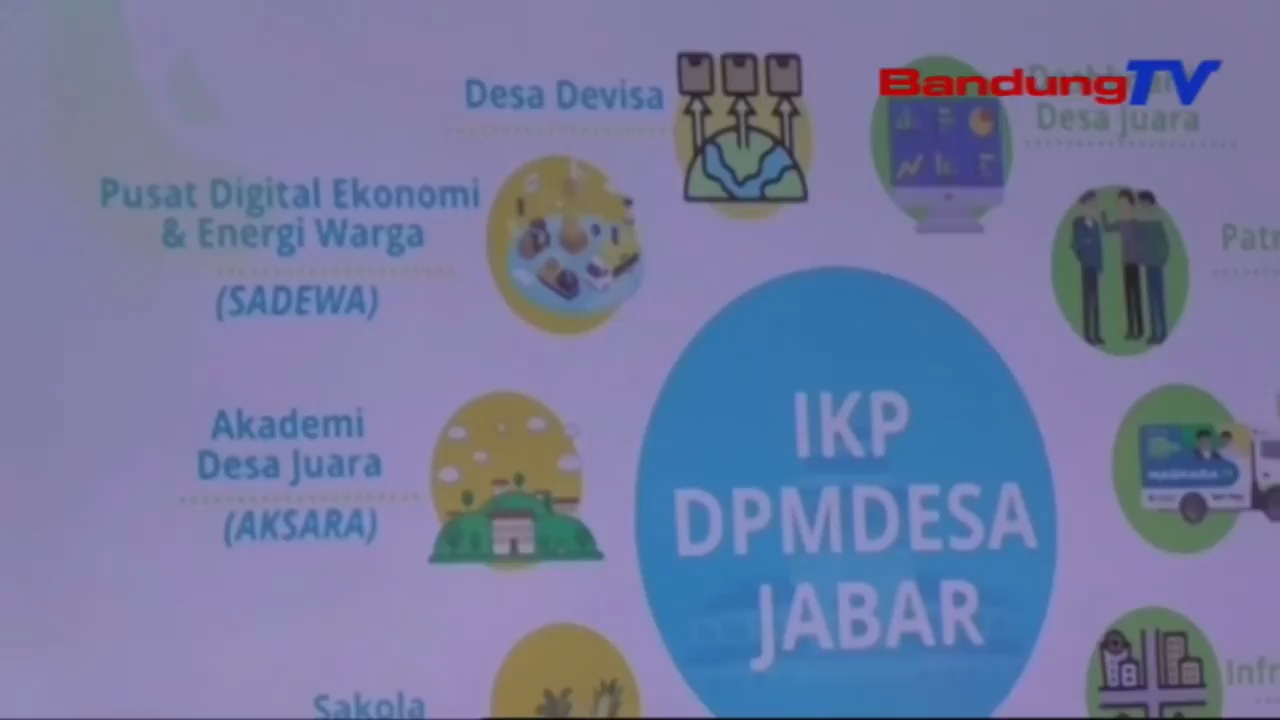 BandungTV
Desa Devisa
Desa Juara
Pusat Digital Ekonomi
& Energi Warga
(SADEWA)
Akademi
Desa Juara
(AKSARA)
IKP
DPMDESA
JABAR
Sakola